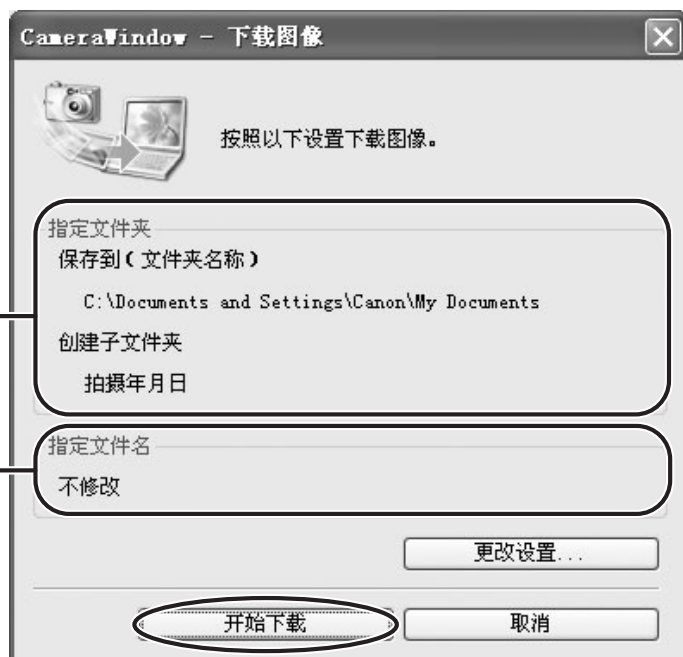 CameraWindow - 下载图像
按照以下设置下载图像。
指定文件夹
保存到(文件夹名称)
C:\Documents and Settings\Canon\My Documents
创建子文件夹
拍摄年月日
指定文件名
不修改
更改设置...
开始下载
取消